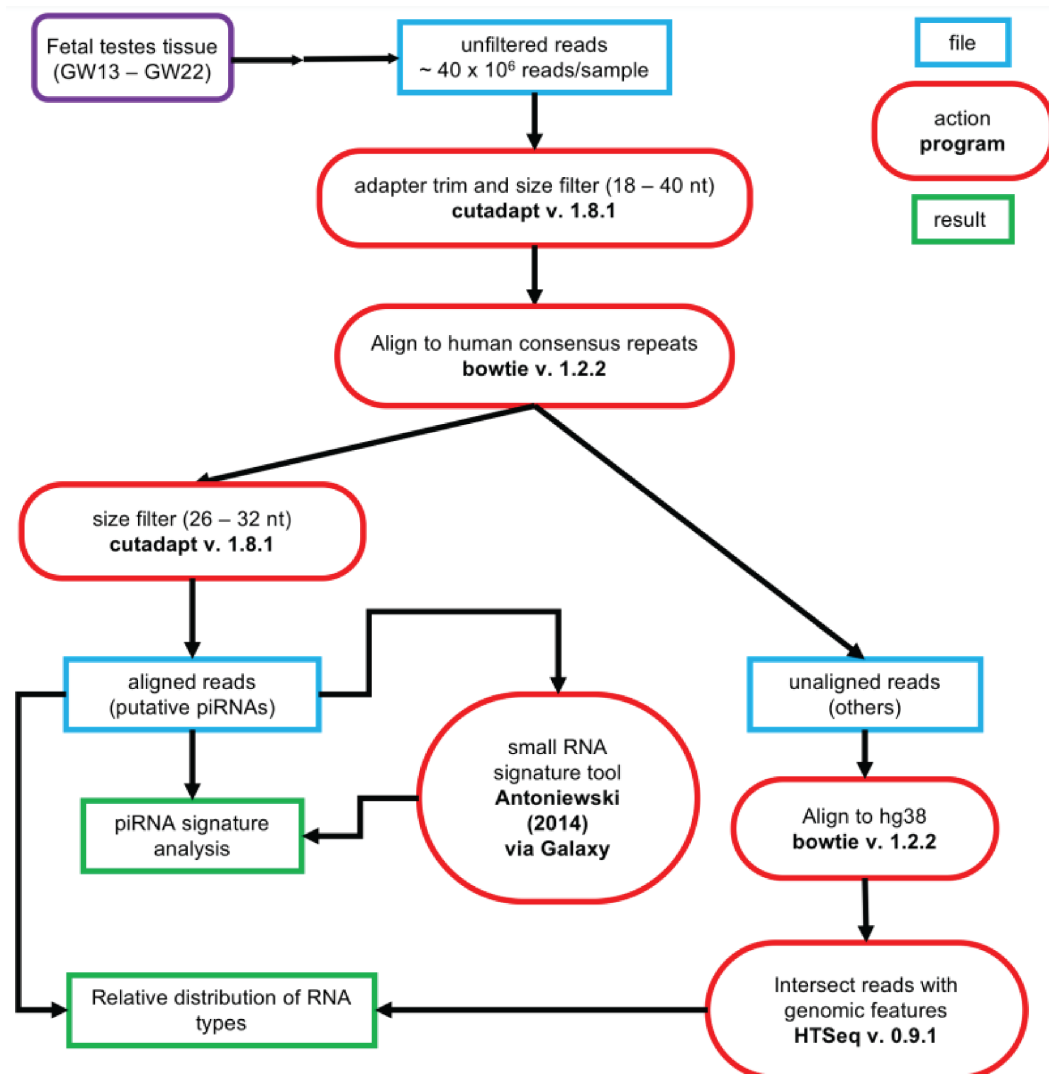 Fetal testes tissue
(GW13 – GW22)
unfiltered reads
~ 40 x 10⁶ reads/sample
file
action
program
result
adapter trim and size filter (18 – 40 nt)
cutadapt v. 1.8.1
Align to human consensus repeats
bowtie v. 1.2.2
size filter (26 – 32 nt)
cutadapt v. 1.8.1
aligned reads
(putative piRNAs)
unaligned reads
(others)
small RNA
signature tool
Antoniewski
(2014)
via Galaxy
piRNA signature
analysis
Align to hg38
bowtie v. 1.2.2
Relative distribution of RNA
types
Intersect reads with
genomic features
HTSeq v. 0.9.1